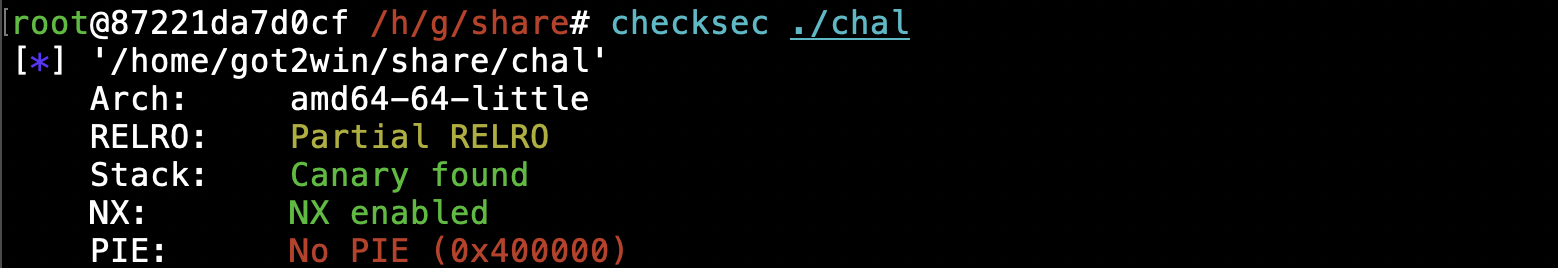 [root@87221da7d0cf /h/g/share# checksec ./chal
[*] '/home/got2win/share/chal'
Arch: amd64-64-little
RELRO: Partial RELRO
Stack: Canary found
NX: NX enabled
PIE: No PIE (0x400000)